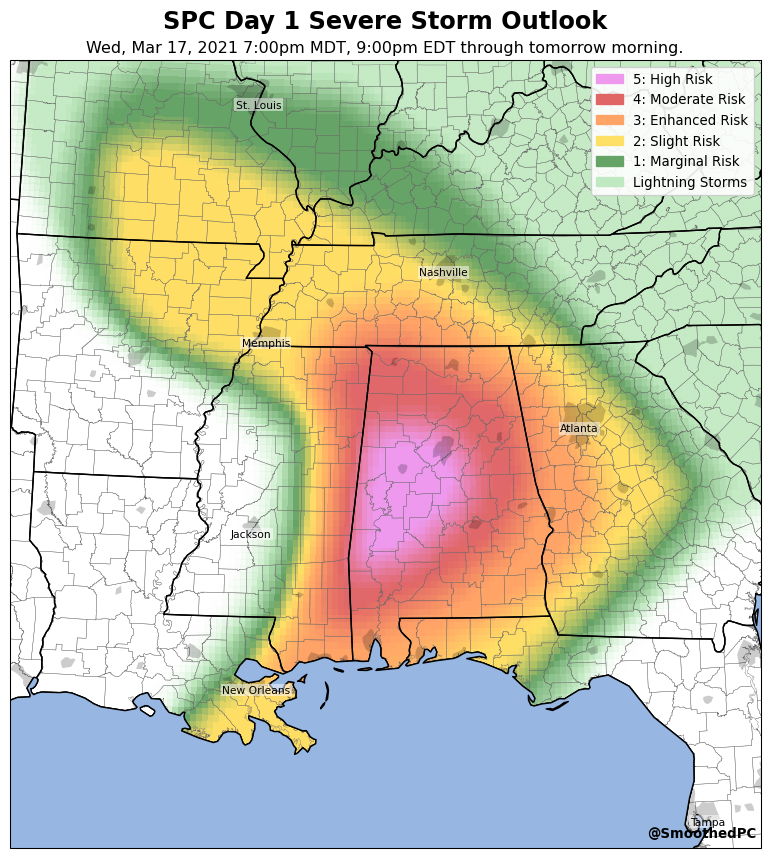 SPC Day 1 Severe Storm Outlook
Wed, Mar 17, 2021 7:00pm MDT, 9:00pm EDT through tomorrow morning.
5: High Risk
4: Moderate Risk
3: Enhanced Risk
2: Slight Risk
1: Marginal Risk
Lightning Storms
St. Louis
Nashville
Memphis
Atlanta
Jackson
New Orleans
Tampa
@SmoothedPC